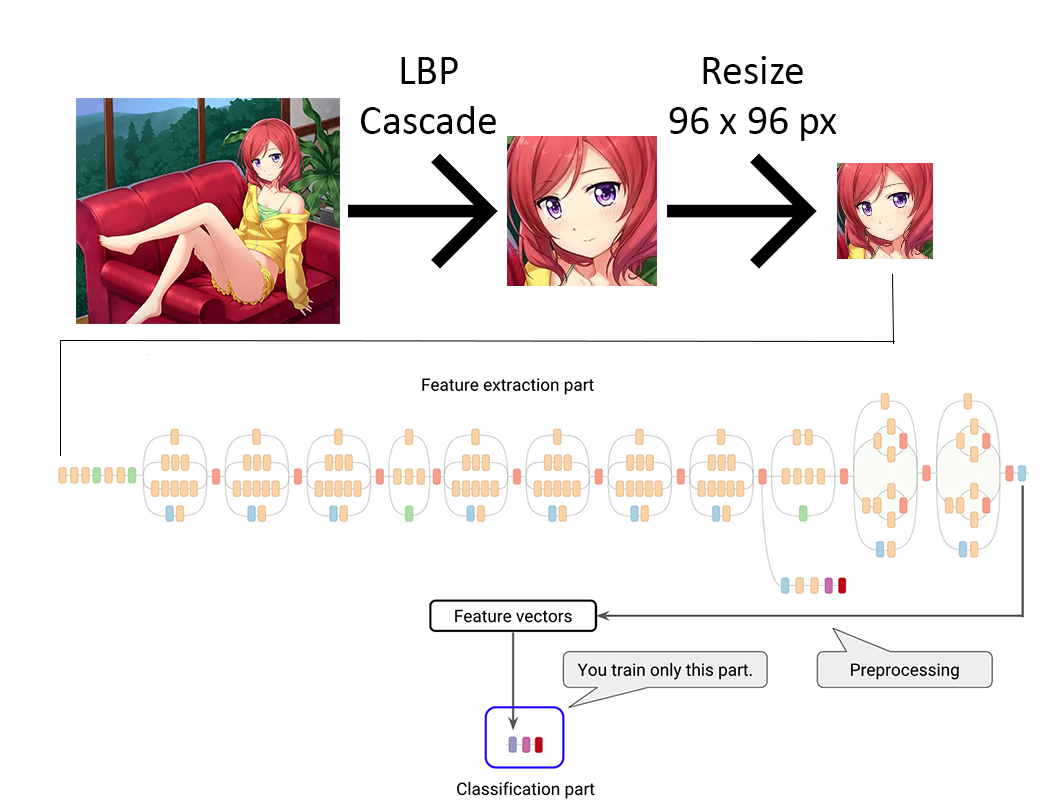 LBP
Cascade
Resize
96 x 96 px
Feature extraction part
Feature vectors
You train only this part.
Preprocessing
Classification part